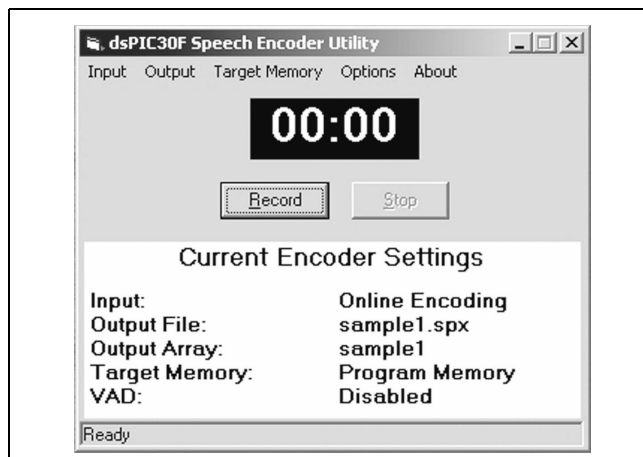 dsPIC30F Speech Encoder Utility
Input Output Target Memory Options About
00:00
Record Stop
Current Encoder Settings
Input: Online Encoding
Output File: sample1.spx
Output Array: sample1
Target Memory: Program Memory
VAD: Disabled
Ready